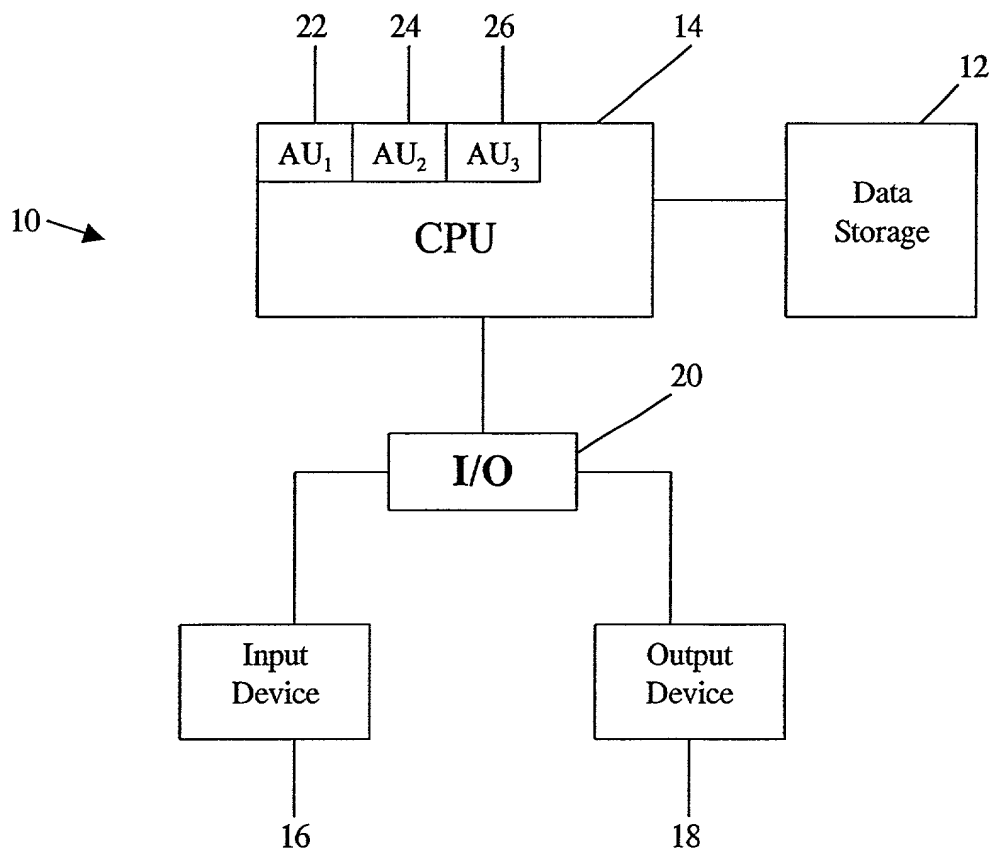 22 24 26 14 12
AU₁ AU₂ AU₃
Data
Storage
10
CPU
20
I/O
Input
Device
Output
Device
16 18